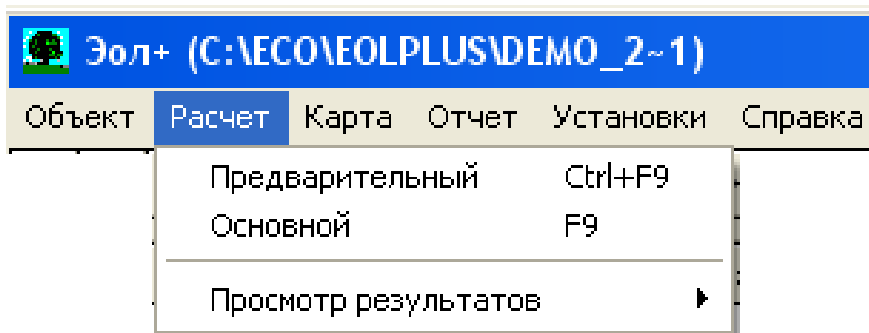 Эол+ (C:\ECO\EOLPLUS\DEMO_2~1)
Объект Расчет Карта Отчет Установки Справка
Предварительный Ctrl+F9
Основной F9
Просмотр результатов